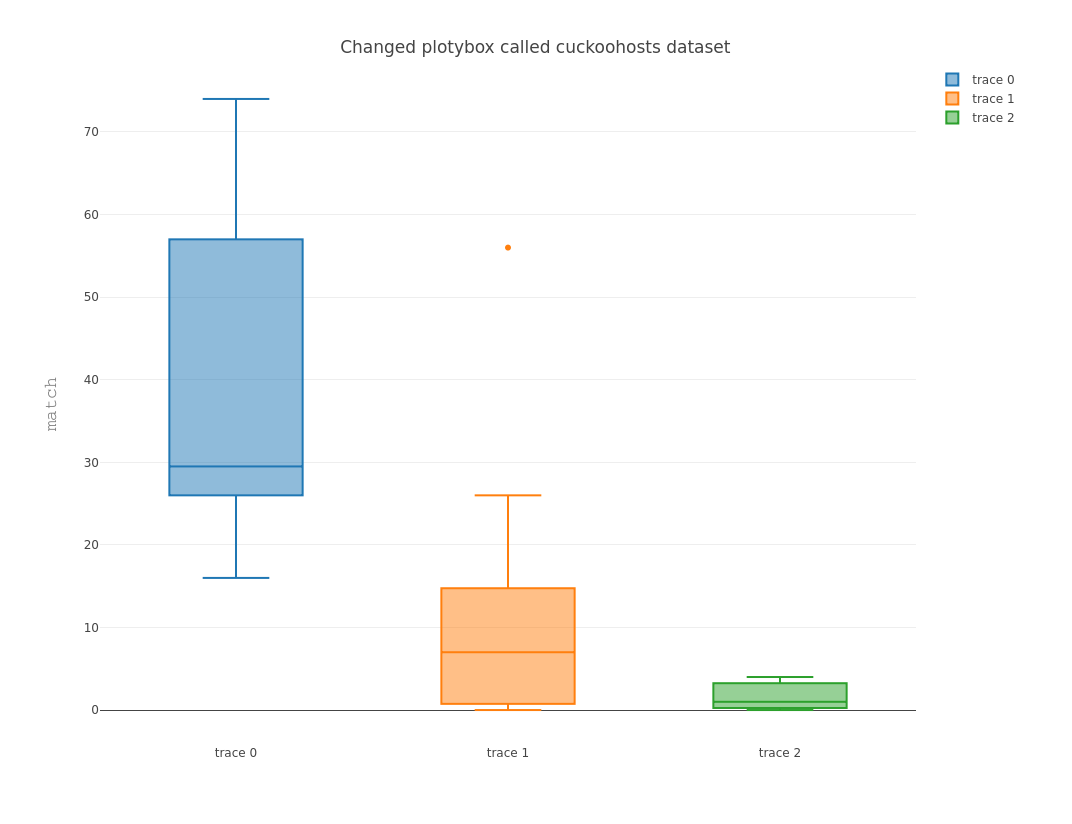 Changed plotybox called cuckoohosts dataset
trace 0
trace 1
trace 2
70
60
50
40
30
20
10
0
match
trace 0
trace 1
trace 2